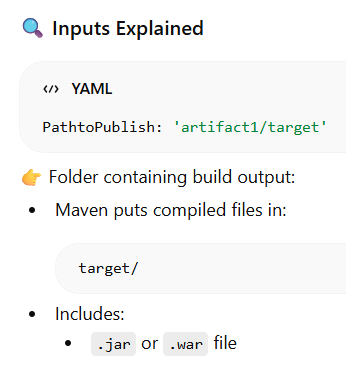 🔍 Inputs Explained
</> YAML
PathtoPublish: 'artifact1/target'
👉 Folder containing build output:
• Maven puts compiled files in:
target/
• Includes:
• .jar or .war file